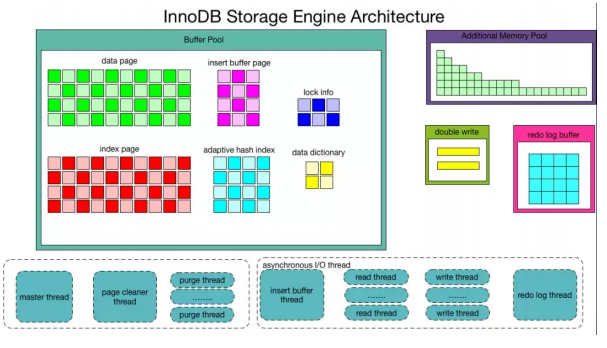 InnoDB Storage Engine Architecture
Buffer Pool
Additional Memory Pool
data page
insert buffer page
lock info
double write
redo log buffer
index page
adaptive hash index
data dictionary
asynchronous I/O thread
master thread
page cleaner
thread
purge thread
........
purge thread
insert buffer
thread
read thread
.......
read thread
write thread
.......
write thread
redo log thread